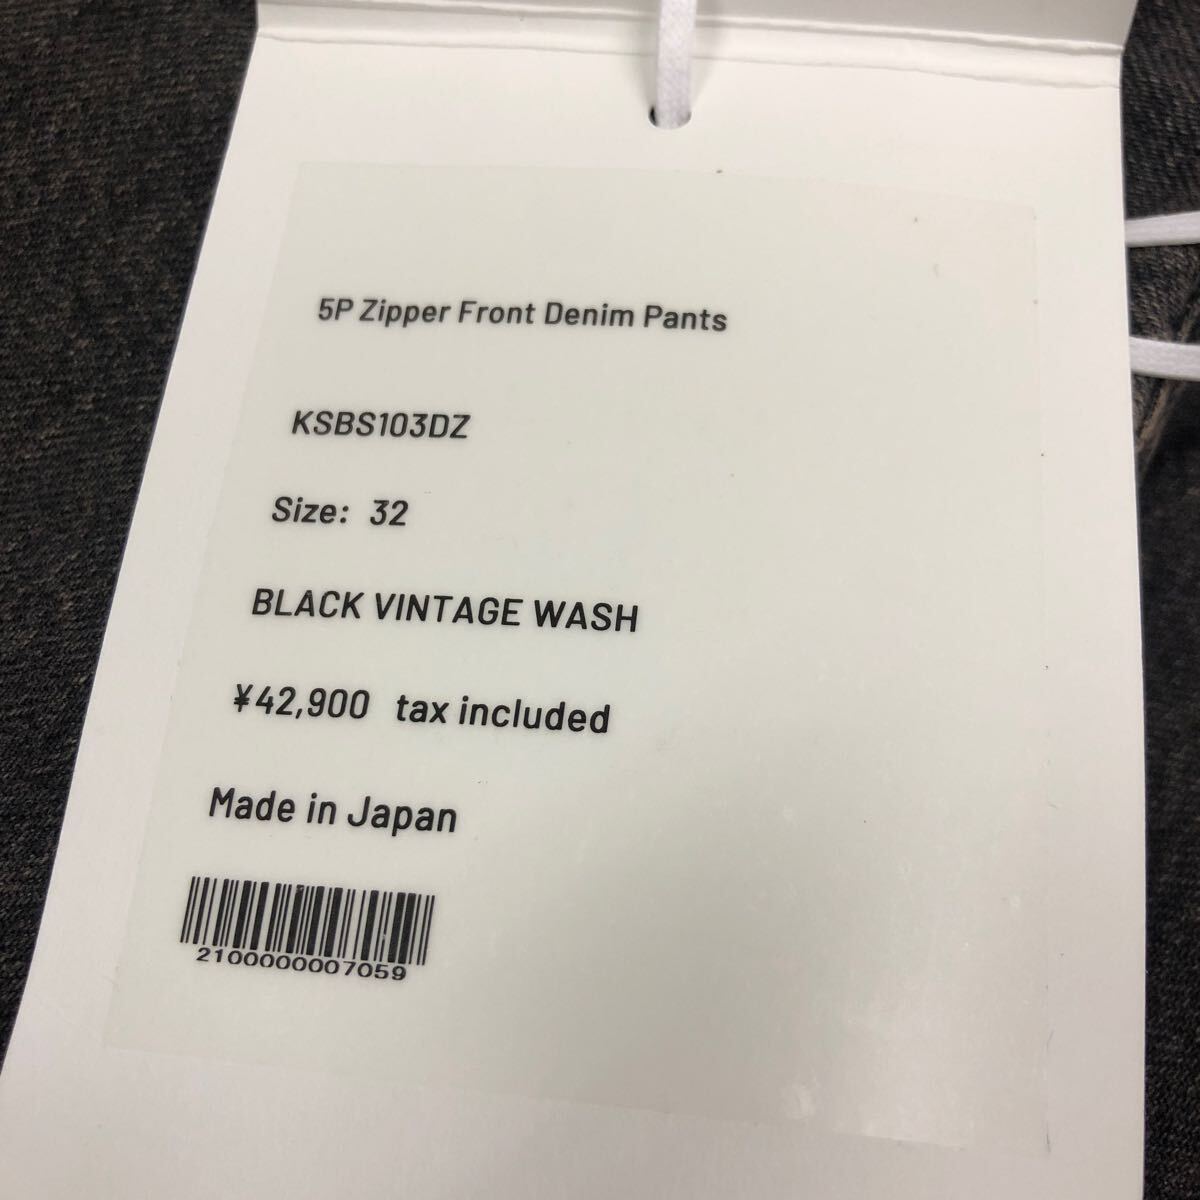 5P Zipper Front Denim Pants
KSBS103DZ
Size: 32
BLACK VINTAGE WASH
¥42,900 tax included
Made in Japan
2100000007059